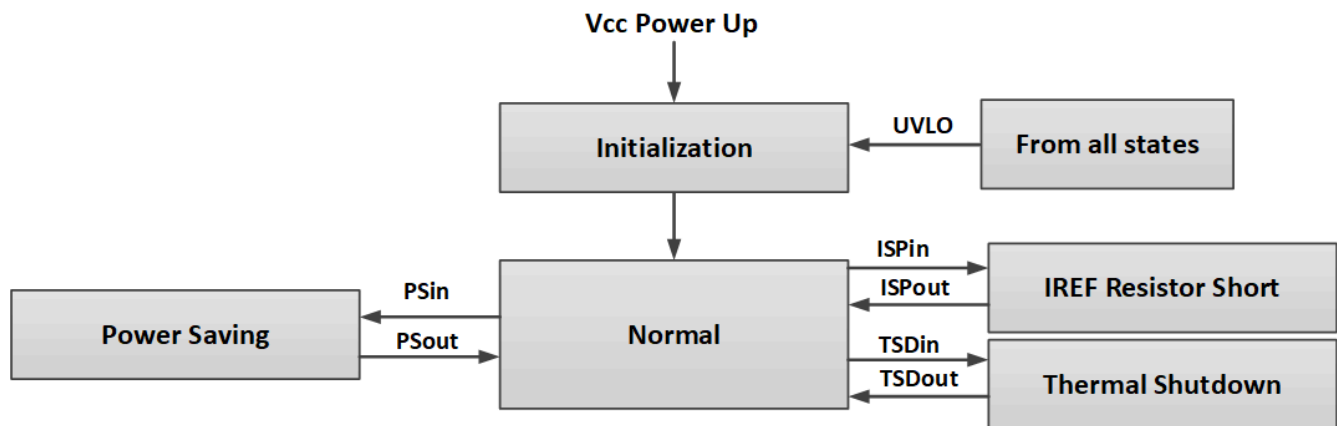 Vcc Power Up
Initialization
UVLO
From all states
Power Saving
PSin
PSout
Normal
ISPin
ISPout
IREF Resistor Short
TSDin
TSDout
Thermal Shutdown